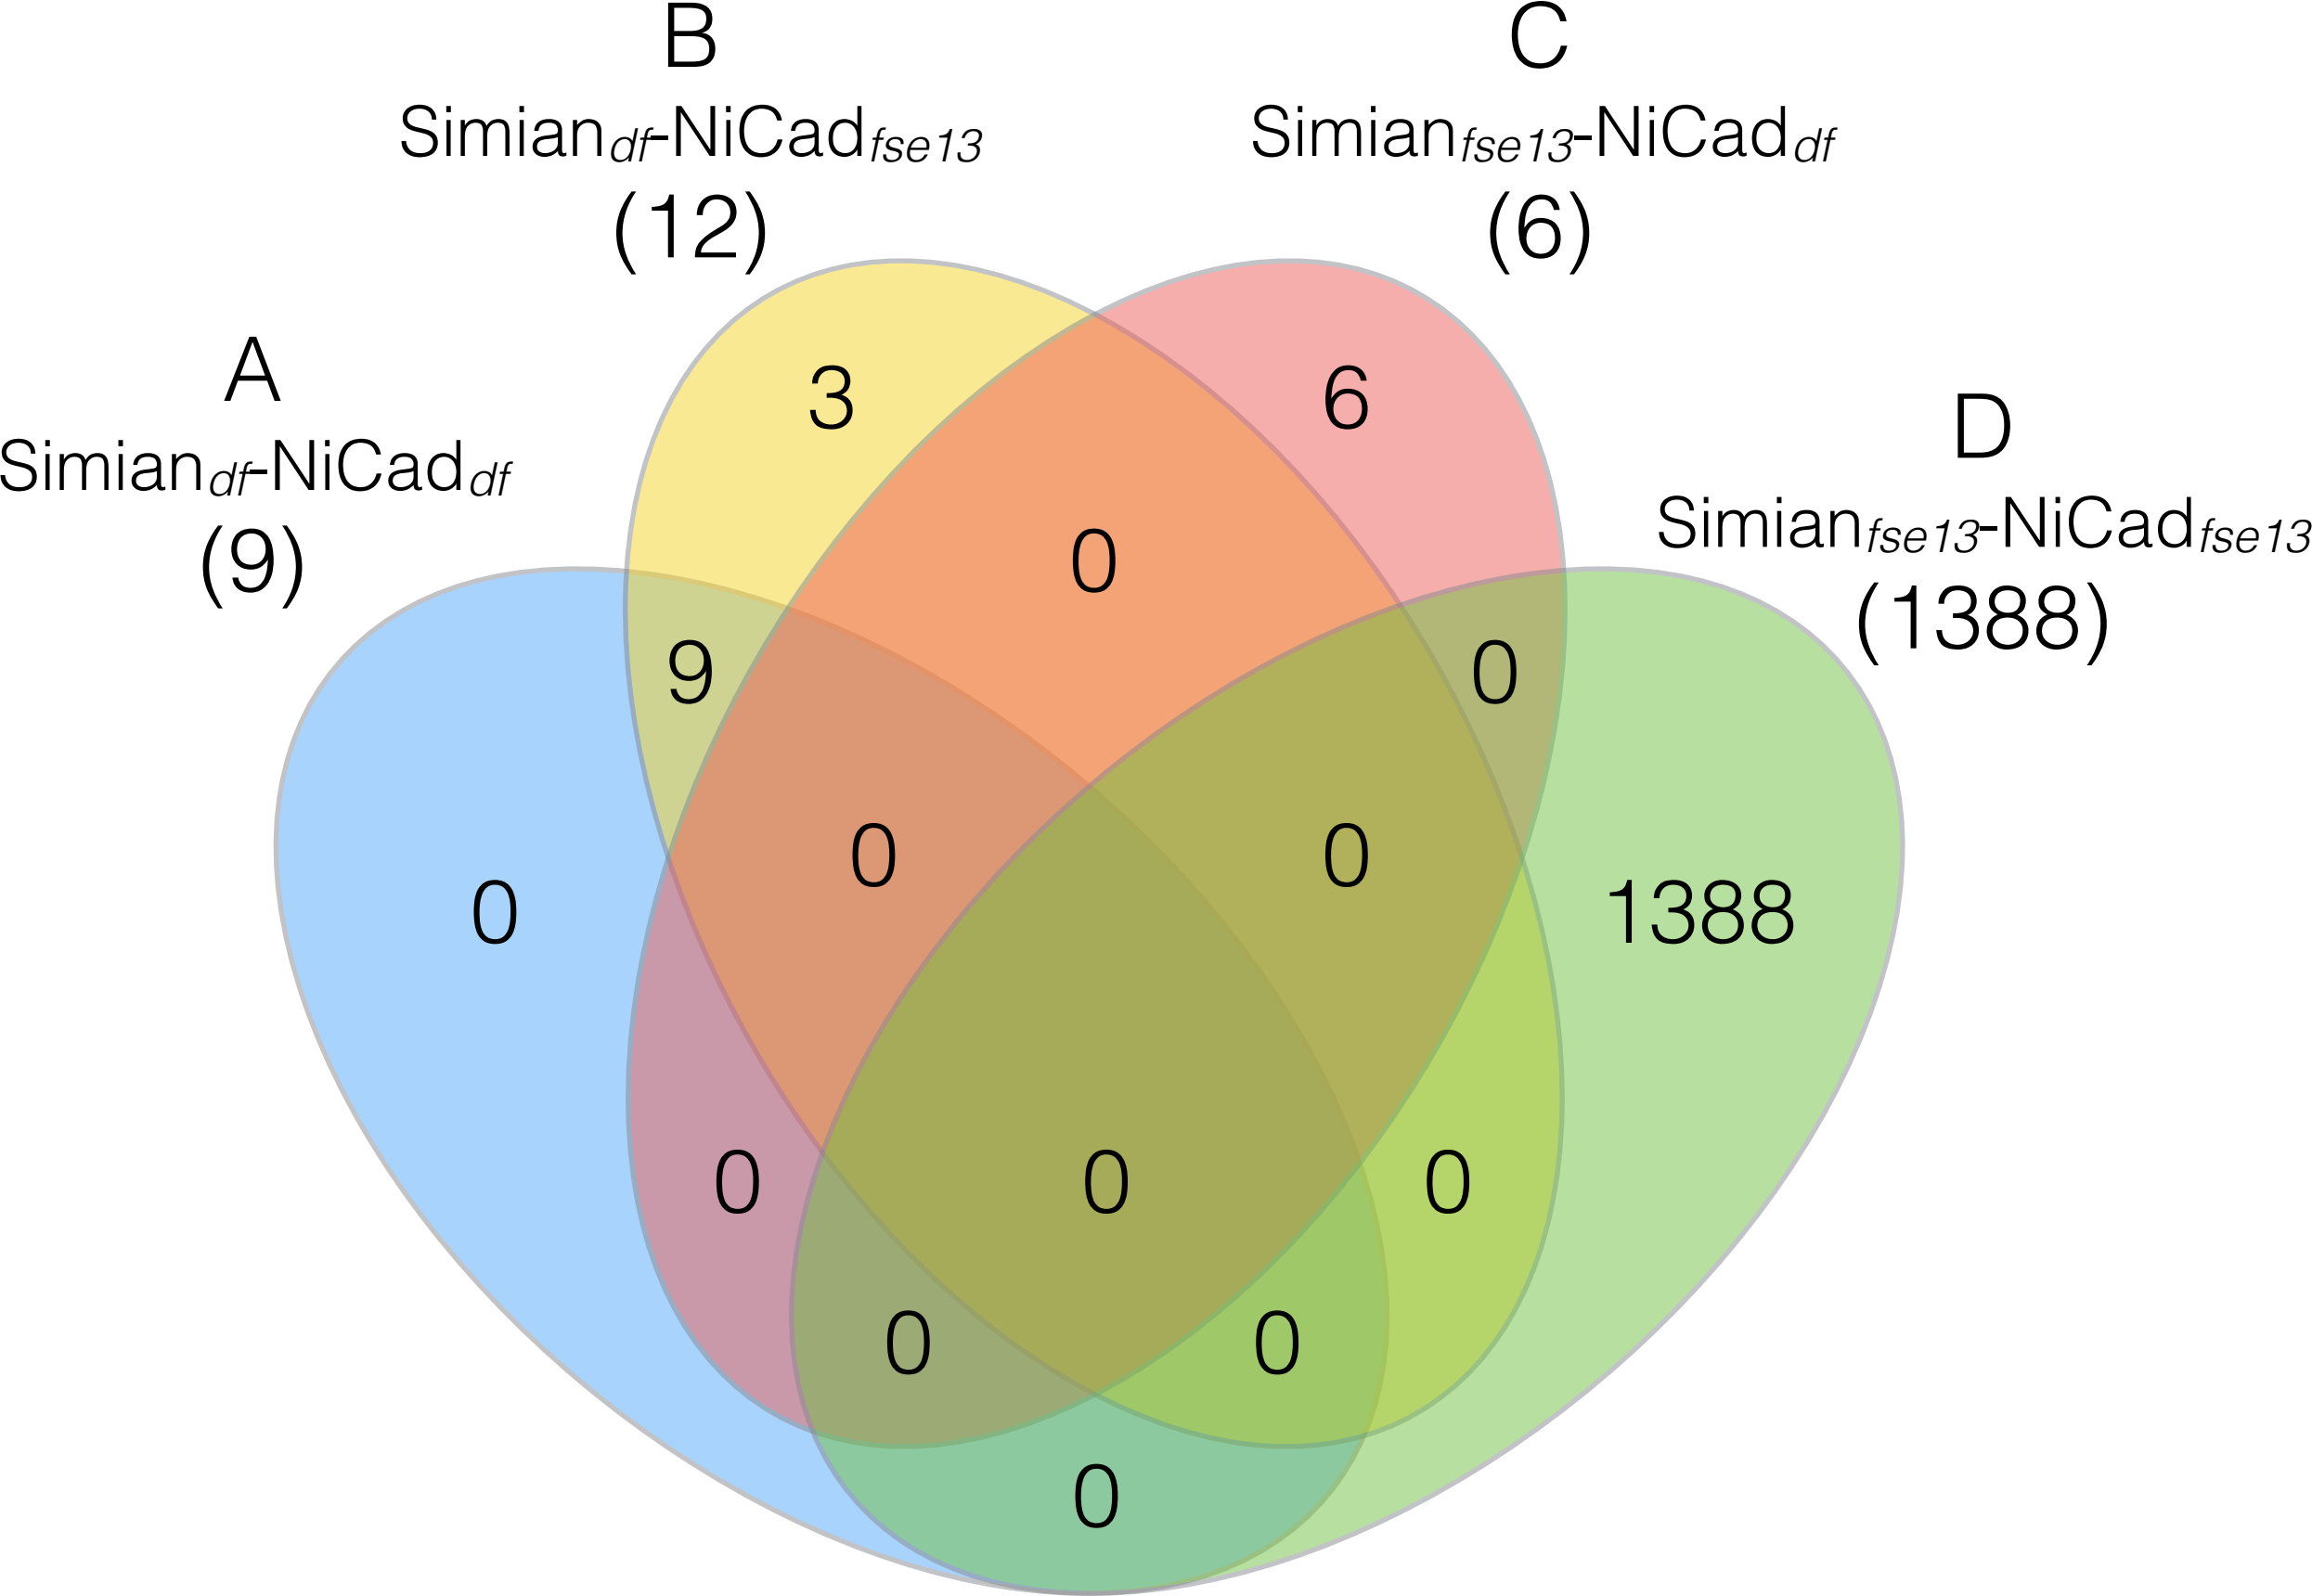 B
Simiandf-NiCadfse13
(12)
C
Simianfse13-NiCaddf
(6)
A
Simiandf-NiCaddf
(9)
D
Simianfse13-NiCadfse13
(1388)
3
6
0
9
0
0
0
0
1388
0
0
0
0
0
0